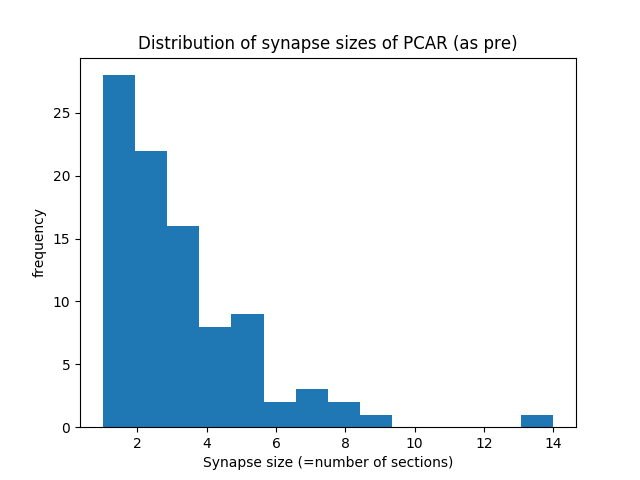 Distribution of synapse sizes of PCAR (as pre)
25
20
15
10
5
0
frequency
2 4 6 8 10 12 14
Synapse size (=number of sections)